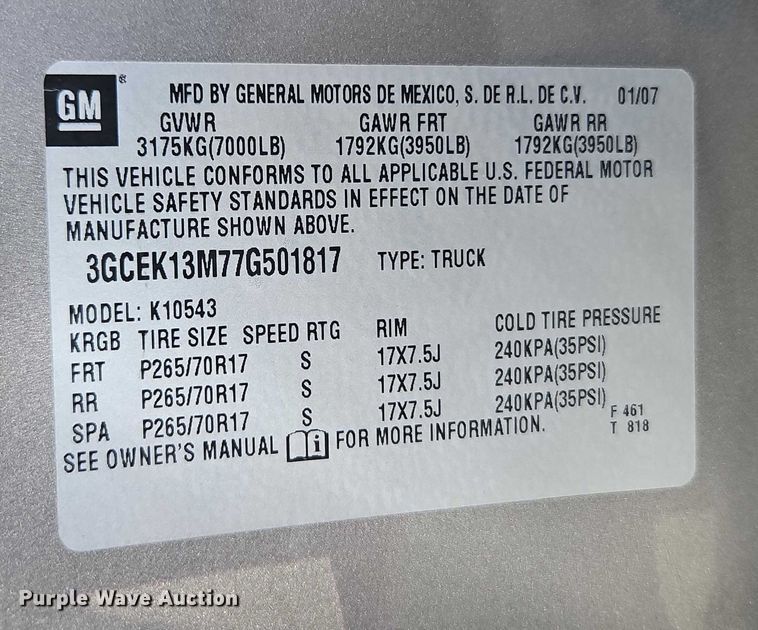 GM ®
MFD BY GENERAL MOTORS DE MEXICO, S. DE R.L. DE C.V. 01/07
GVWR GAWR FRT GAWR RR
3175KG(7000LB) 1792KG(3950LB) 1792KG(3950LB)
THIS VEHICLE CONFORMS TO ALL APPLICABLE U.S. FEDERAL MOTOR
VEHICLE SAFETY STANDARDS IN EFFECT ON THE DATE OF
MANUFACTURE SHOWN ABOVE.
3GCEK13M77G501817 TYPE: TRUCK
MODEL: K10543
KRGB TIRE SIZE SPEED RTG RIM COLD TIRE PRESSURE
FRT P265/70R17 S 17X7.5J 240KPA(35PSI)
RR P265/70R17 S 17X7.5J 240KPA(35PSI)
SPA P265/70R17 S 17X7.5J 240KPA(35PSI)
SEE OWNER'S MANUAL i FOR MORE INFORMATION.
F 461
T 818
Purple Wave Auction